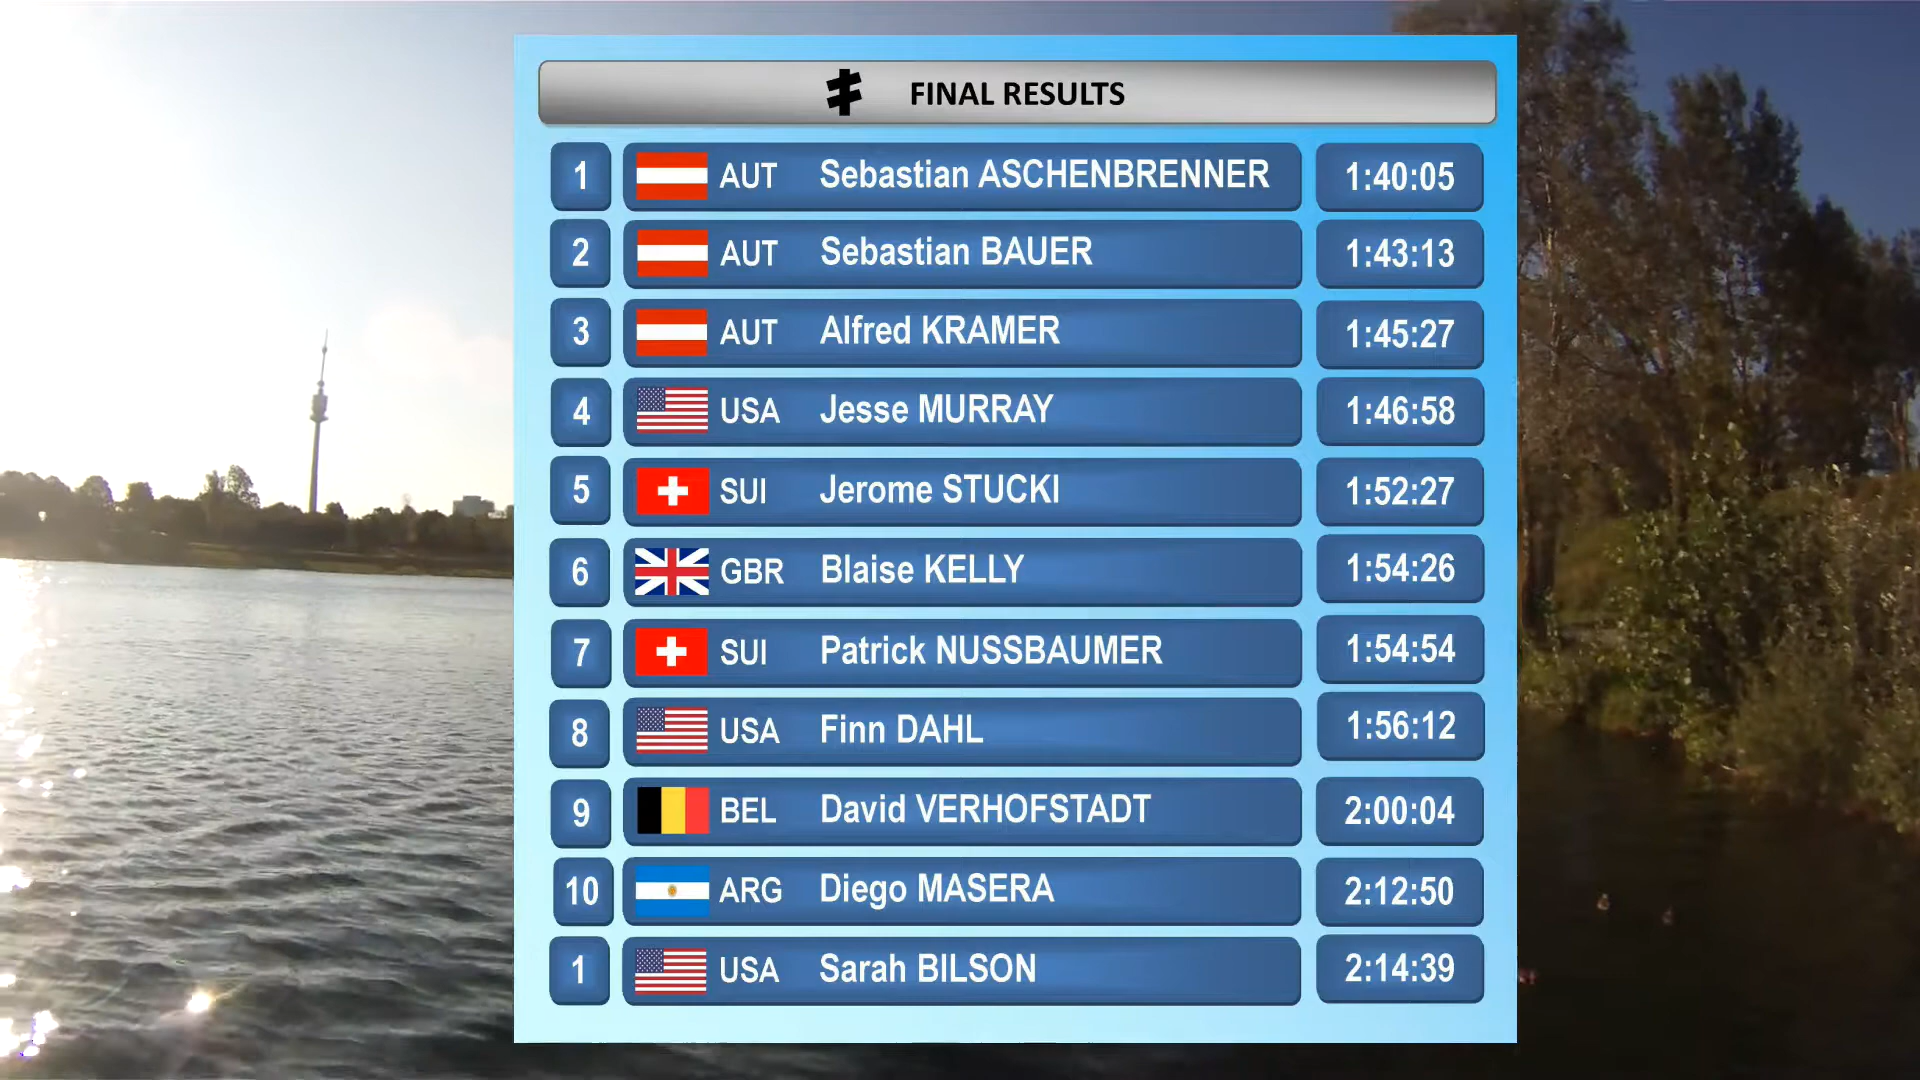 FINAL RESULTS
1 AUT Sebastian ASCHENBRENNER 1:40:05
2 AUT Sebastian BAUER 1:43:13
3 AUT Alfred KRAMER 1:45:27
4 USA Jesse MURRAY 1:46:58
5 SUI Jerome STUCKI 1:52:27
6 GBR Blaise KELLY 1:54:26
7 SUI Patrick NUSSBAUMER 1:54:54
8 USA Finn DAHL 1:56:12
9 BEL David VERHOFSTADT 2:00:04
10 ARG Diego MASERA 2:12:50
1 USA Sarah BILSON 2:14:39